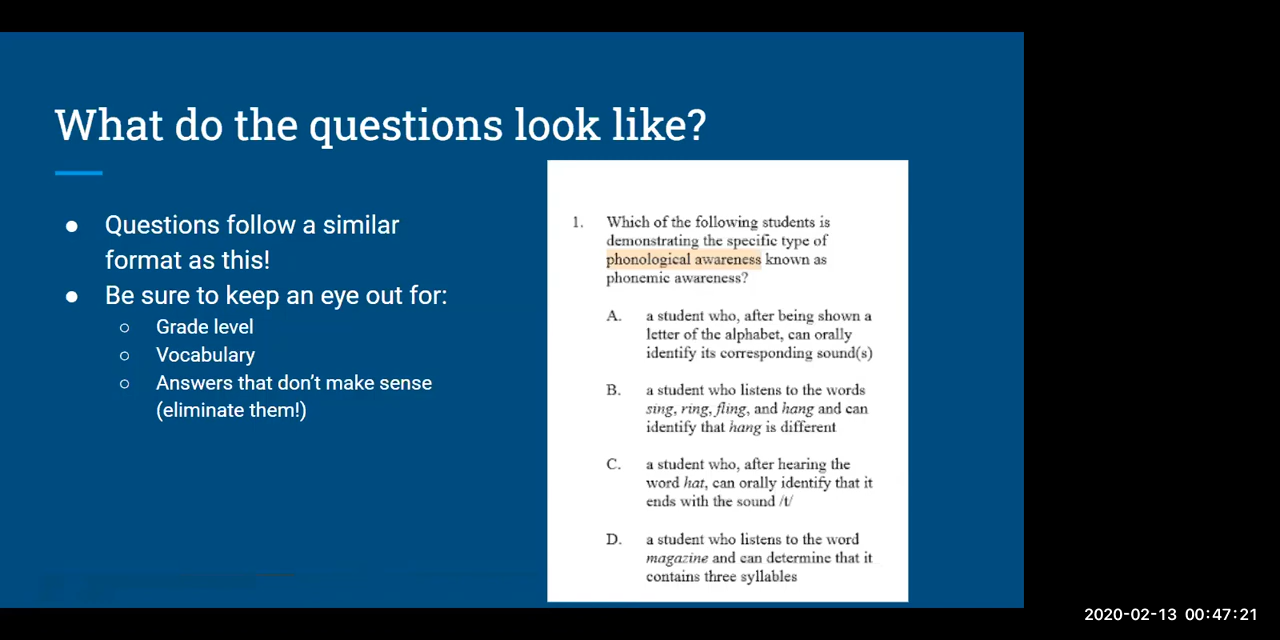 What do the questions look like?
● Questions follow a similar
format as this!
● Be sure to keep an eye out for:
○ Grade level
○ Vocabulary
○ Answers that don't make sense
(eliminate them!)
1. Which of the following students is
demonstrating the specific type of
phonological awareness known as
phonemic awareness?
A. a student who, after being shown a
letter of the alphabet, can orally
identify its corresponding sound(s)
B. a student who listens to the words
sing, ring, fling, and hang and can
identify that hang is different
C. a student who, after hearing the
word hat, can orally identify that it
ends with the sound /t/
D. a student who listens to the word
magazine and can determine that it
contains three syllables
2020-02-13 00:47:21